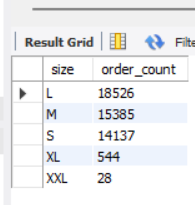 Result Grid Filte
size order_count
L 18526
M 15385
S 14137
XL 544
XXL 28